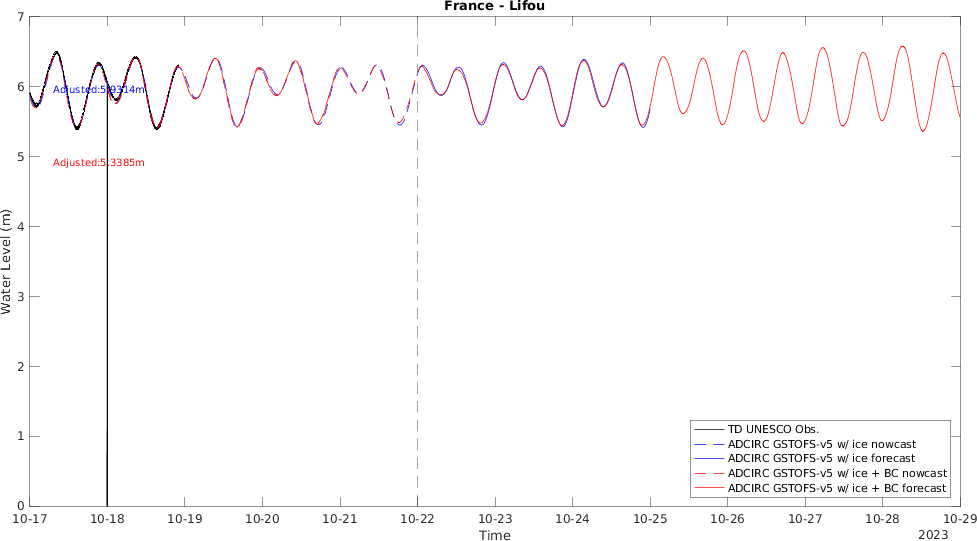 France - Lifou
7
6
5
4
3
2
1
0
Water Level (m)
Adjusted:5.9314m
Adjusted:5.3385m
TD UNESCO Obs.
ADCIRC GSTOFS-v5 w/ ice nowcast
ADCIRC GSTOFS-v5 w/ ice forecast
ADCIRC GSTOFS-v5 w/ ice + BC nowcast
ADCIRC GSTOFS-v5 w/ ice + BC forecast
10-17 10-18 10-19 10-20 10-21 10-22 10-23 10-24 10-25 10-26 10-27 10-28 10-29
Time
2023